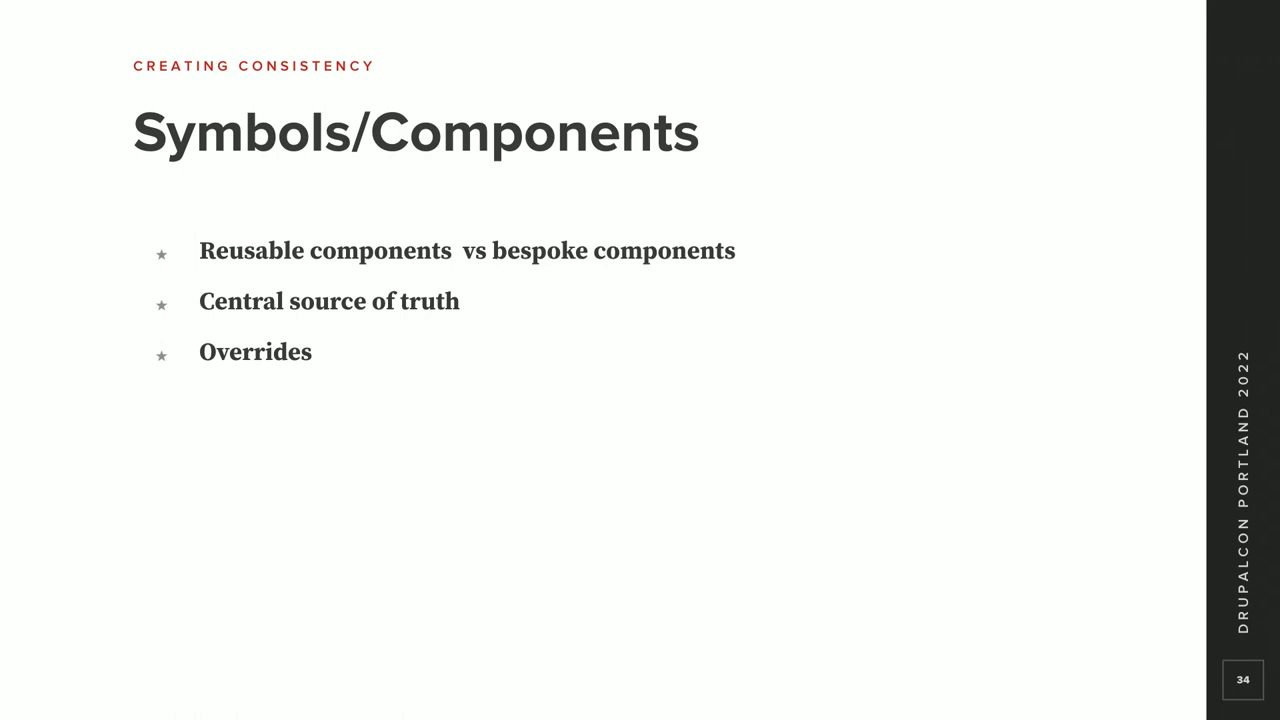 CREATING CONSISTENCY
Symbols/Components
Reusable components  vs bespoke components
Central source of truth
Overrides
DRUPALCON PORTLAND 2022
34